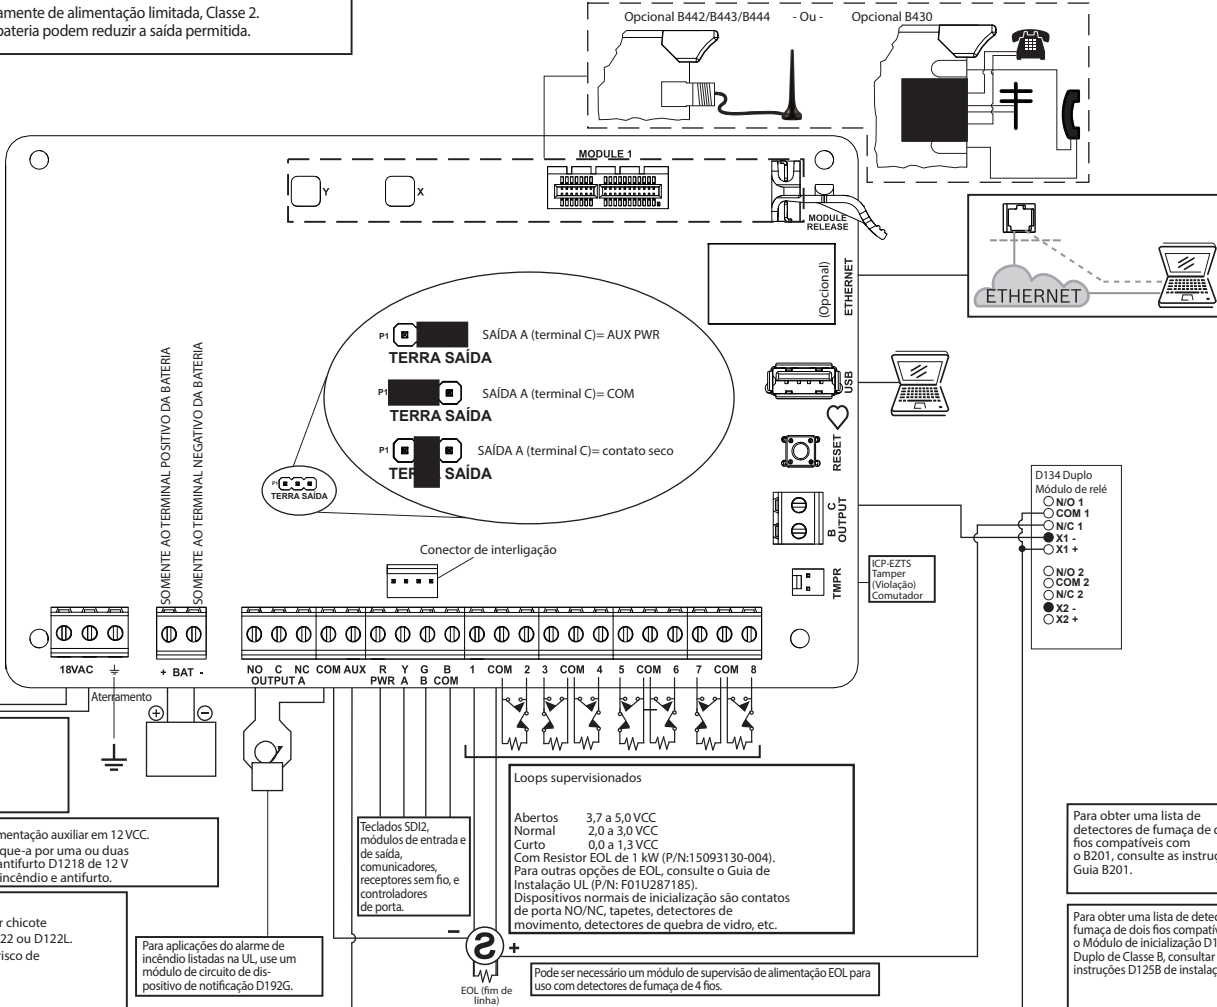 amente de alimentação limitada, Classe 2.
bateria podem reduzir a saída permitida.
Opcional B442/B443/B444
- Ou -
Opcional B430
MODULE 1
Y
X
MODULE
RELEASE
(Opcional)
ETHERNET
ETHERNET
P1
SAÍDA A (terminal C)= AUX PWR
TERRA SAÍDA
P1
SAÍDA A (terminal C)= COM
TERRA SAÍDA
P1
SAÍDA A (terminal C)= contato seco
TER SAÍDA
P1
TERRA SAÍDA
SOMENTE AO TERMINAL POSITIVO DA BATERIA
SOMENTE AO TERMINAL NEGATIVO DA BATERIA
USB
RESET
B C
OUTPUT
TMPR
Conector de interligação
ICP-EZTS
Tamper
(Violação)
Comutador
D134 Duplo
Módulo de relé
N/O 1
COM 1
N/C 1
X1 -
X1 +
N/O 2
COM 2
N/C 2
X2 -
X2 +
18VAC
+ BAT -
NO C NC COM AUX R Y G B 1 COM 2 3 COM 4 5 COM 6 7 COM 8
OUTPUT A PWR A B COM
Aterramento
+
-
mentação auxiliar em 12 VCC.
que-a por uma ou duas
antifurto D1218 de 12 V
incêndio e antifurto.
r chicote
22 ou D122L.
risco de
Para aplicações do alarme de
incêndio listadas na UL, use um
módulo de circuito de dis-
positivo de notificação D192G.
Teclados SDI2,
módulos de entrada e
de saída,
comunicadores,
receptores sem fio, e
controladores
de porta.
Loops supervisionados
Abertos 3,7 a 5,0 VCC
Normal 2,0 a 3,0 VCC
Curto 0,0 a 1,3 VCC
Com Resistor EOL de 1 kW (P/N:15093130-004).
Para outras opções de EOL, consulte o Guia de
Instalação UL (P/N: F01U287185).
Dispositivos normais de inicialização são contatos
de porta NO/NC, tapetes, detectores de
movimento, detectores de quebra de vidro, etc.
- S +
EOL (fim de
linha)
Pode ser necessário um módulo de supervisão de alimentação EOL para
uso com detectores de fumaça de 4 fios.
Para obter uma lista de
detectores de fumaça de d
fios compatíveis com
o B201, consulte as instruç
Guia B201.
Para obter uma lista de detec
fumaça de dois fios compatív
o Módulo de inicialização D1
Duplo de Classe B, consultar
instruções D125B de instalaç